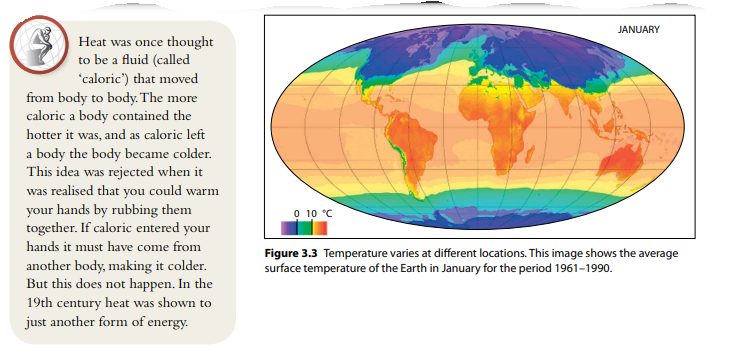 Heat was once thought
to be a fluid (called
‘caloric’) that moved
from body to body. The more
caloric a body contained the
hotter it was, and as caloric left
a body the body became colder.
This idea was rejected when it
was realised that you could warm
your hands by rubbing them
together. If caloric entered your
hands it must have come from
another body, making it colder.
But this does not happen. In the
19th century heat was shown to
just another form of energy.
JANUARY
0 10 °C
Figure 3.3 Temperature varies at different locations. This image shows the average
surface temperature of the Earth in January for the period 1961–1990.